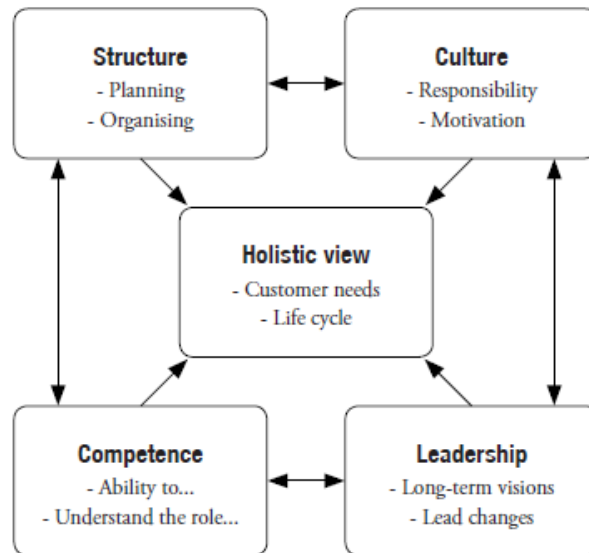 Structure
- Planning
- Organising
Culture
- Responsibility
- Motivation
Holistic view
- Customer needs
- Life cycle
Competence
- Ability to...
- Understand the role...
Leadership
- Long-term visions
- Lead changes